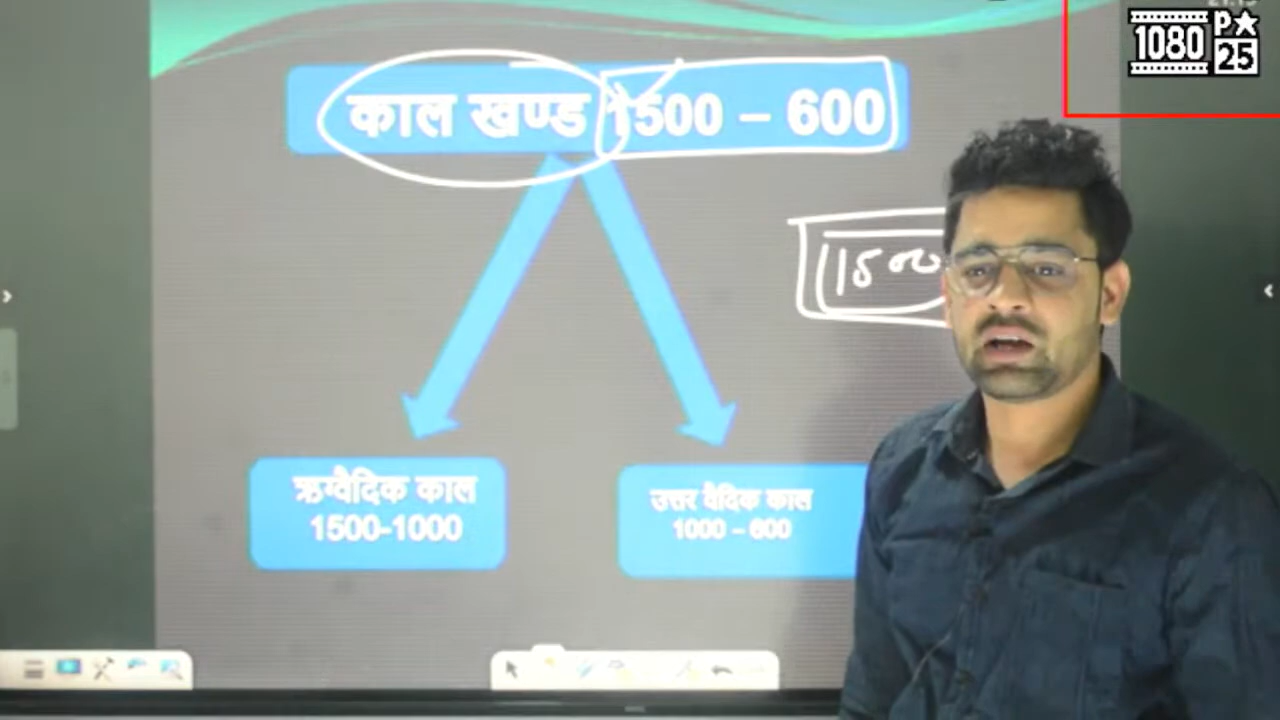 1080
P★
25
काल खण्ड 1500 – 600
1500
ऋग्वैदिक काल
1500-1000
उत्तर वैदिक काल
1000 – 600